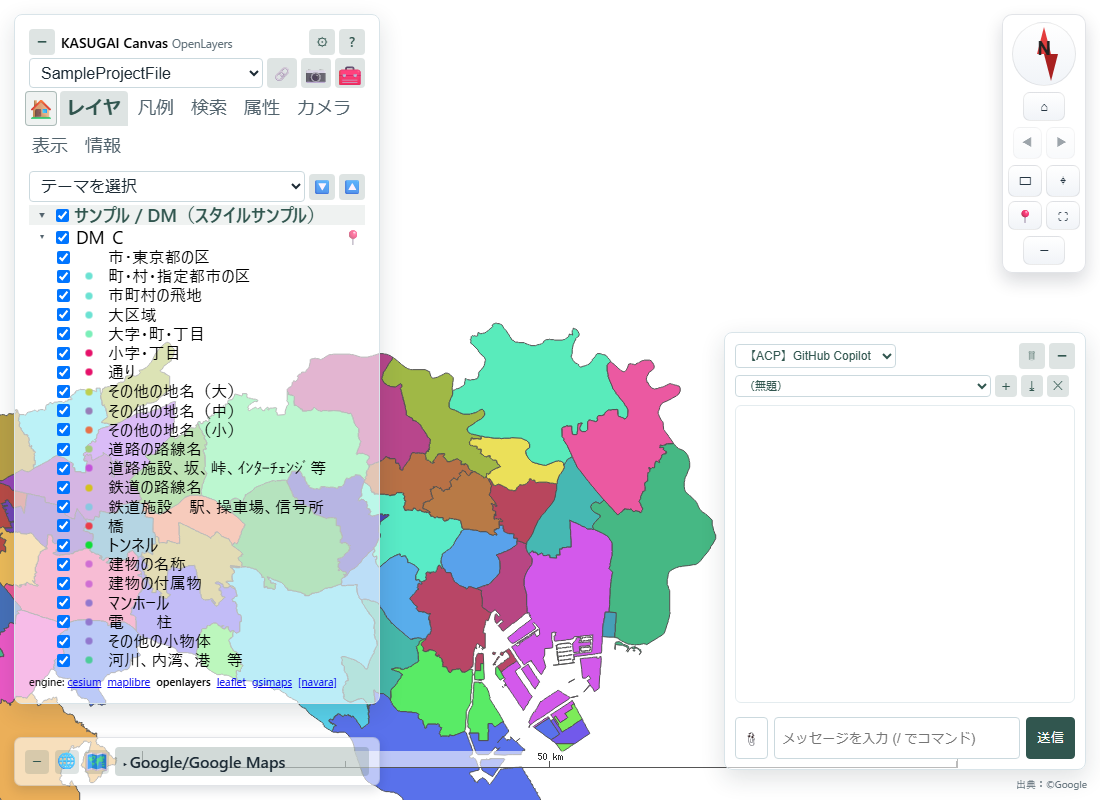 KASUGAI Canvas OpenLayers
?
SampleProjectFile
レイヤ 凡例 検索 属性 カメラ
表示 情報
テーマを選択
サンプル / DM（スタイルサンプル）
DM C
市・東京都の区
町・村・指定都市の区
市町村の飛地
大区域
大字・町・丁目
小字・丁目
通り
その他の地名（大）
その他の地名（中）
その他の地名（小）
道路の路線名
道路施設、坂、峠、ｲﾝﾀｰﾁｪﾝｼﾞ等
鉄道の路線名
鉄道施設　駅、操車場、信号所
橋
トンネル
建物の名称
建物の付属物
マンホール
電　　柱
その他の小物体
河川、内湾、港　等
engine: cesium maplibre openlayers leaflet gsimaps [navara]
Google/Google Maps
50 km
N
【ACP】GitHub Copilot
（無題）
メッセージを入力 (/ でコマンド)
送信
出典：©Google